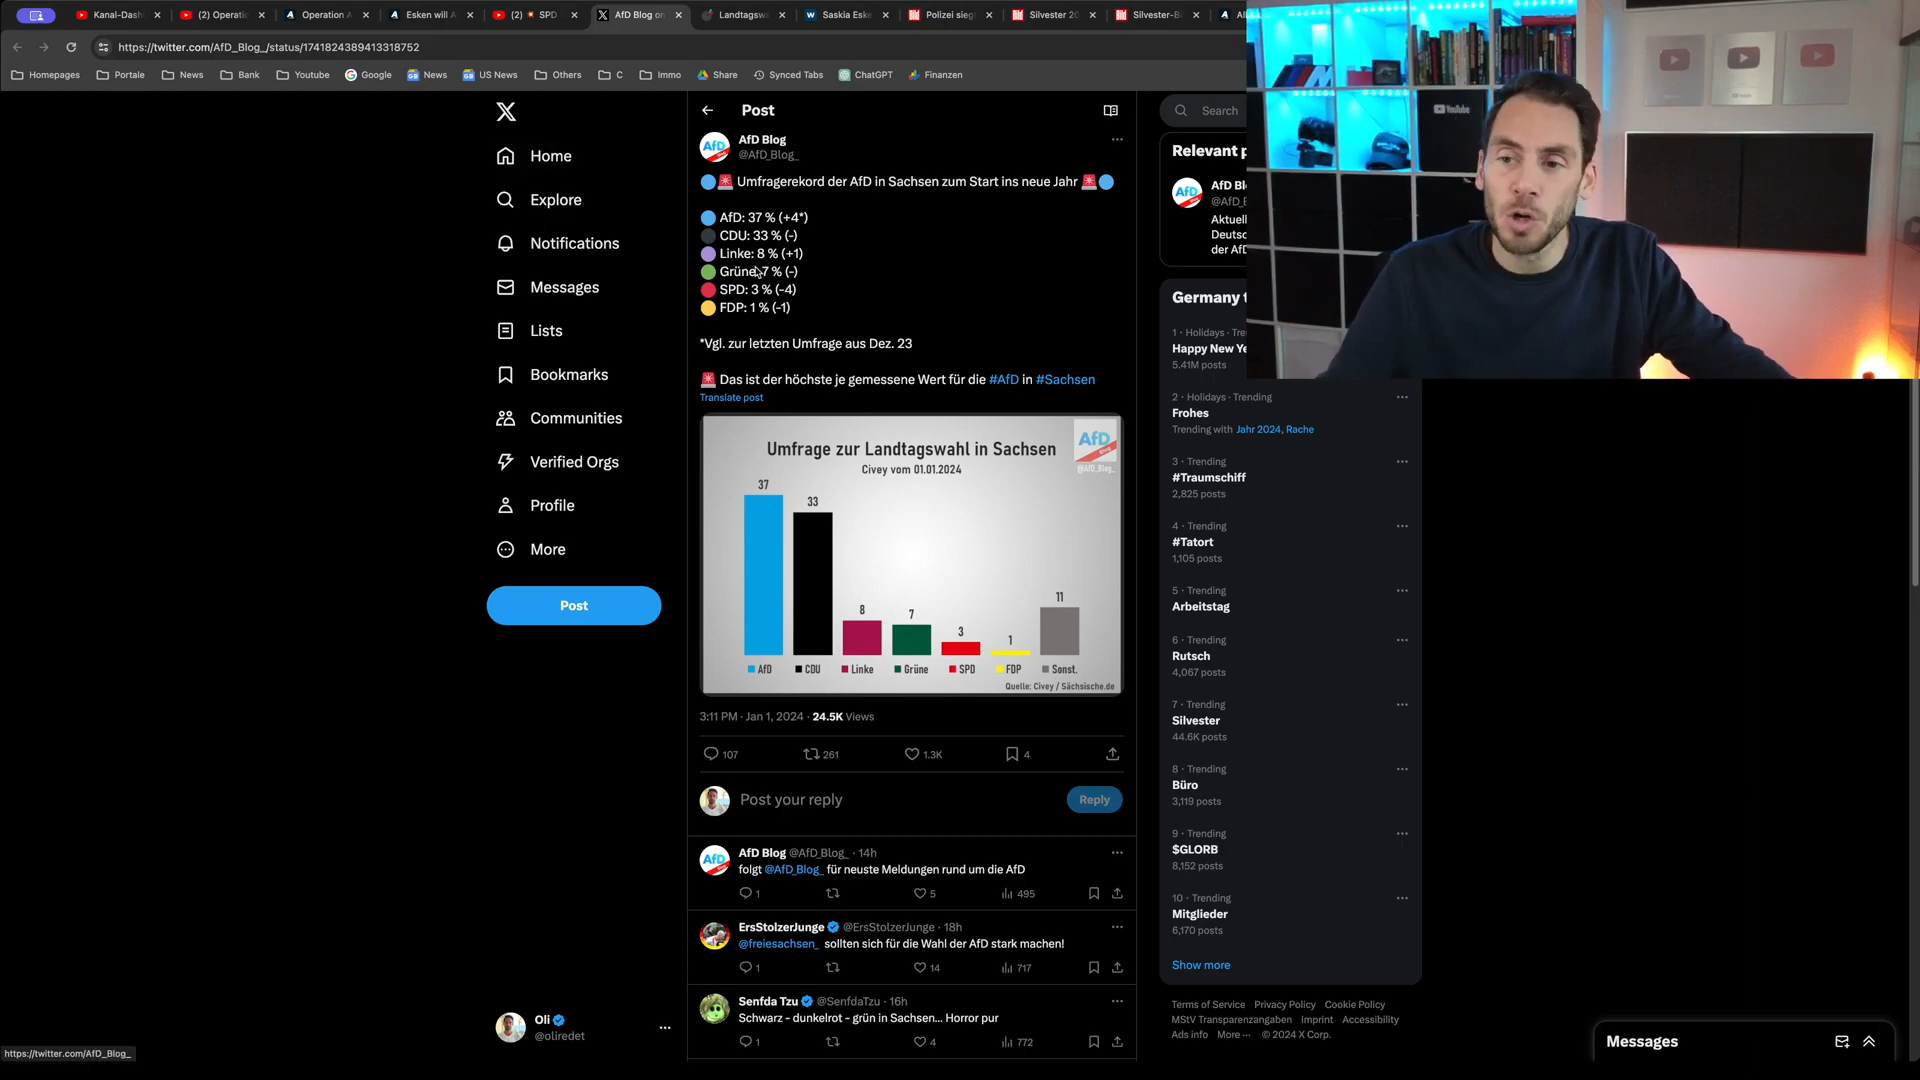 Kanal-Dash
(2) Operatio
Operation A
Esken will A
(2) 💥 SPD
AfD Blog on
Landtagswa
Saskia Eske
Polizei sieg
Silvester 20
Silvester-Bi
https://twitter.com/AfD_Blog_/status/1741824389413318752
Homepages
Portale
News
Bank
Youtube
Google
News
US News
Others
C
Immo
Share
Synced Tabs
ChatGPT
Finanzen
Home
Explore
Notifications
Messages
Lists
Bookmarks
Communities
Verified Orgs
Profile
More
Post
Oli
@oliredet
https://twitter.com/AfD_Blog_
Post
AfD Blog
@AfD_Blog_
🔵🚨 Umfragerekord der AfD in Sachsen zum Start ins neue Jahr 🚨🔵
🔵 AfD: 37 % (+4*)
⚫ CDU: 33 % (-)
🟣 Linke: 8 % (+1)
🟢 Grüne: 7 % (-)
🔴 SPD: 3 % (-4)
🟡 FDP: 1 % (-1)
*Vgl. zur letzten Umfrage aus Dez. 23
🚨 Das ist der höchste je gemessene Wert für die #AfD in #Sachsen
Translate post
Umfrage zur Landtagswahl in Sachsen
Civey vom 01.01.2024
AfD
Blog
@AfD_Blog_
37
33
8
7
3
1
11
AfD
CDU
Linke
Grüne
SPD
FDP
Sonst.
Quelle: Civey / Sächsische.de
3:11 PM · Jan 1, 2024 · 24.5K Views
107
261
1.3K
4
Post your reply
Reply
AfD Blog @AfD_Blog_ · 14h
folgt @AfD_Blog_ für neuste Meldungen rund um die AfD
1
5
495
ErsStolzerJunge @ErsStolzerJunge · 18h
@freiesachsen_ sollten sich für die Wahl der AfD stark machen!
1
14
717
Senfda Tzu @SenfdaTzu · 16h
Schwarz - dunkelrot - grün in Sachsen... Horror pur
1
4
772
Search
Relevant p
AfD Bl
@AfD_B
Aktuell
Deutsc
der AfD
Germany t
1 · Holidays · Tre
Happy New Ye
5.41M posts
2 · Holidays · Trending
Frohes
Trending with Jahr 2024, Rache
3 · Trending
#Traumschiff
2,825 posts
4 · Trending
#Tatort
1,105 posts
5 · Trending
Arbeitstag
6 · Trending
Rutsch
4,067 posts
7 · Trending
Silvester
44.6K posts
8 · Trending
Büro
3,119 posts
9 · Trending
$GLORB
8,152 posts
10 · Trending
Mitglieder
6,170 posts
Show more
Terms of Service Privacy Policy Cookie Policy
MStV Transparenzangaben Imprint Accessibility
Ads info More ··· © 2024 X Corp.
Messages
YouTube